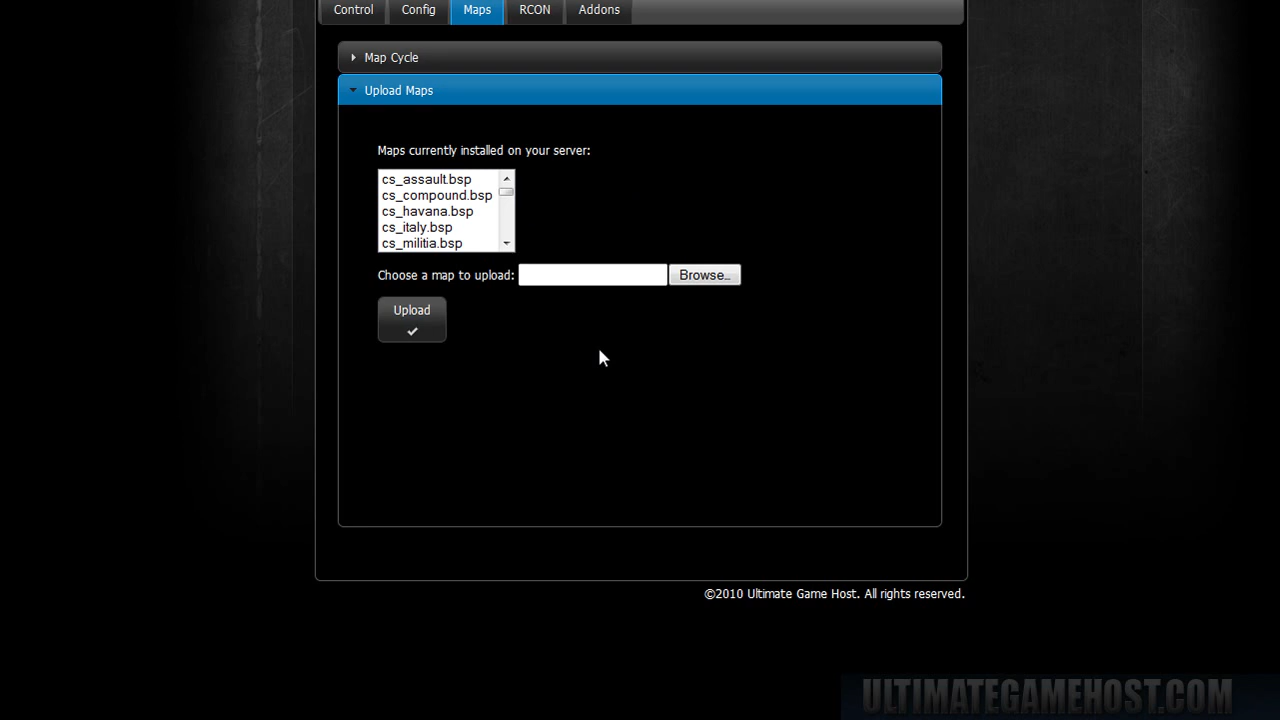 Control Config Maps RCON Addons
Map Cycle
Upload Maps
Maps currently installed on your server:
cs_assault.bsp
cs_compound.bsp
cs_havana.bsp
cs_italy.bsp
cs_militia.bsp
Choose a map to upload: Browse...
Upload
©2010 Ultimate Game Host. All rights reserved.
ULTIMATEGAMEHOST.COM